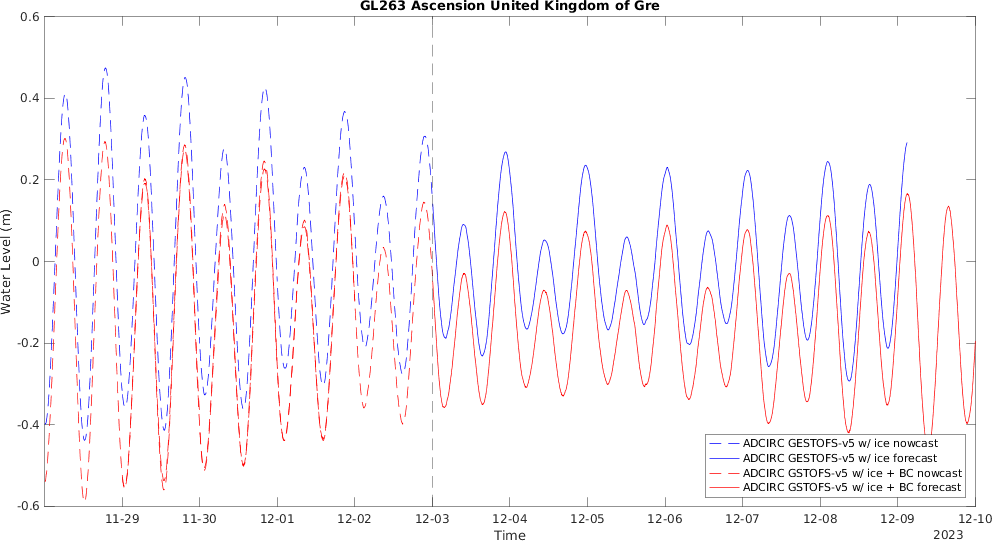 GL263 Ascension United Kingdom of Gre
0.6
0.4
0.2
0
-0.2
-0.4
-0.6
Water Level (m)
11-29 11-30 12-01 12-02 12-03 12-04 12-05 12-06 12-07 12-08 12-09 12-10
Time
2023
ADCIRC GESTOFS-v5 w/ ice nowcast
ADCIRC GESTOFS-v5 w/ ice forecast
ADCIRC GSTOFS-v5 w/ ice + BC nowcast
ADCIRC GSTOFS-v5 w/ ice + BC forecast